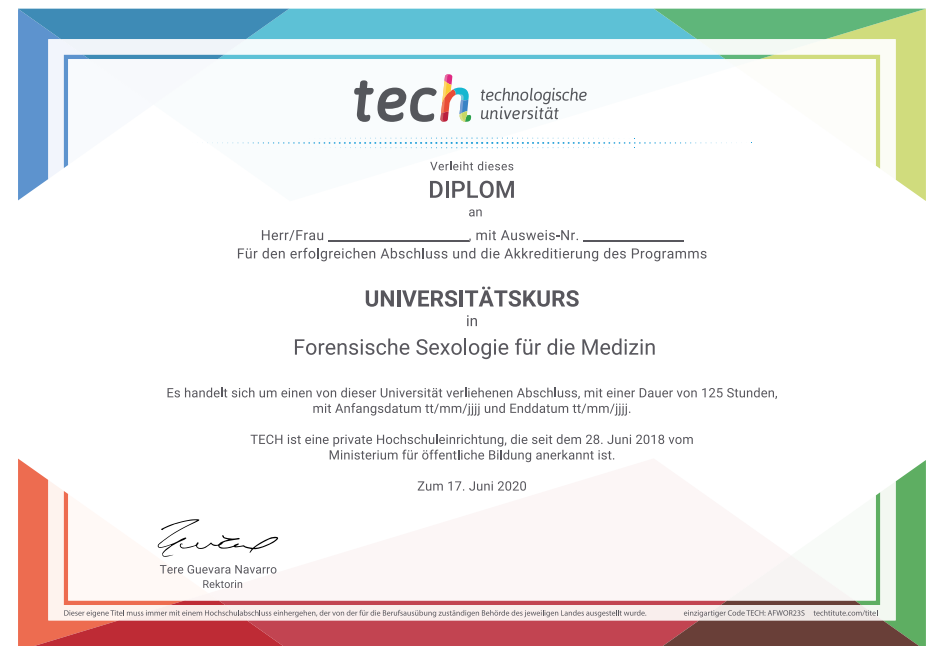 tech technologische
universität
Verleiht dieses
DIPLOM
an
Herr/Frau ____________________, mit Ausweis-Nr. ______________
Für den erfolgreichen Abschluss und die Akkreditierung des Programms
UNIVERSITÄTSKURS
in
Forensische Sexologie für die Medizin
Es handelt sich um einen von dieser Universität verliehenen Abschluss, mit einer Dauer von 125 Stunden,
mit Anfangsdatum tt/mm/jjjj und Enddatum tt/mm/jjjj.
TECH ist eine private Hochschuleinrichtung, die seit dem 28. Juni 2018 vom
Ministerium für öffentliche Bildung anerkannt ist.
Zum 17. Juni 2020
Tere Guevara Navarro
Rektorin
Dieser eigene Titel muss immer mit einem Hochschulabschluss einhergehen, der von der für die Berufsausübung zuständigen Behörde des jeweiligen Landes ausgestellt wurde. einzigartiger Code TECH: AFWOR23S techtitute.com/titel